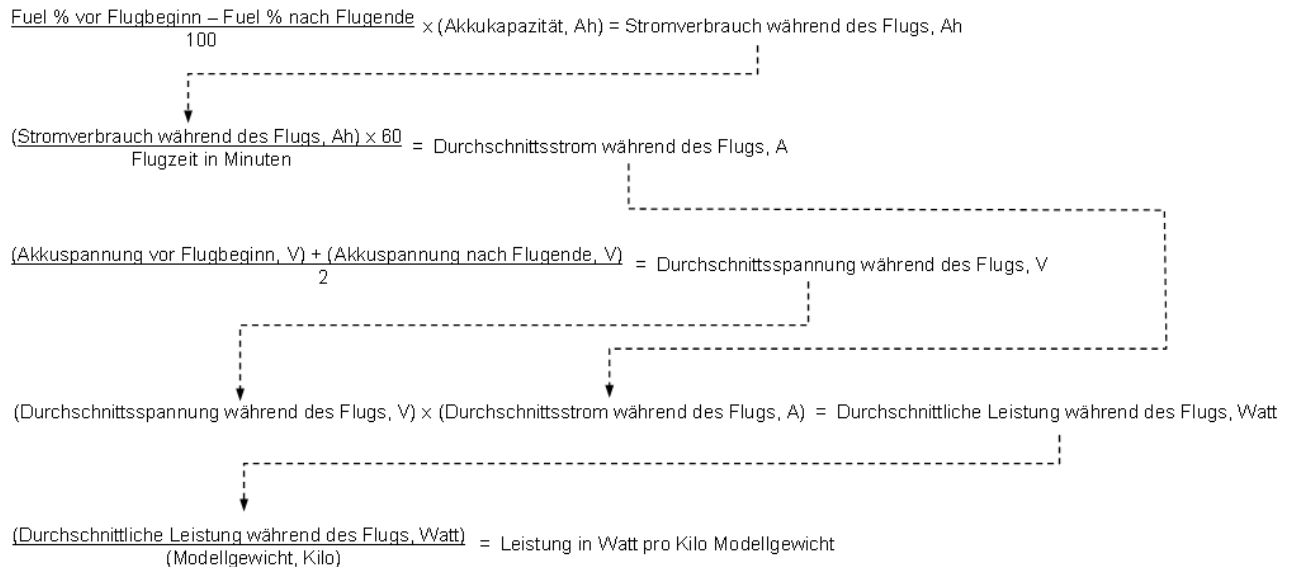 Fuel % vor Flugbeginn – Fuel % nach Flugende
100
x (Akkukapazität, Ah) = Stromverbrauch während des Flugs, Ah
(Stromverbrauch während des Flugs, Ah) x 60
Flugzeit in Minuten
= Durchschnittsstrom während des Flugs, A
(Akkuspannung vor Flugbeginn, V) + (Akkuspannung nach Flugende, V)
2
= Durchschnittsspannung während des Flugs, V
(Durchschnittsspannung während des Flugs, V) x (Durchschnittsstrom während des Flugs, A) = Durchschnittliche Leistung während des Flugs, Watt
(Durchschnittliche Leistung während des Flugs, Watt)
(Modellgewicht, Kilo)
= Leistung in Watt pro Kilo Modellgewicht